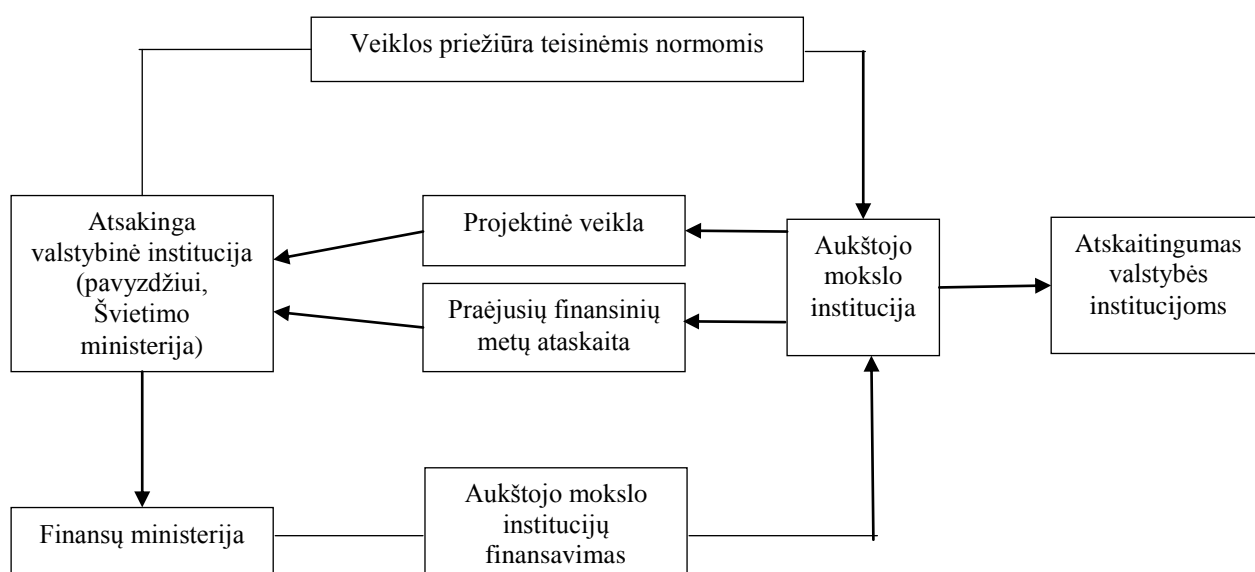 Veiklos priežiūra teisinėmis normomis
Atsakinga
valstybinė institucija
(pavyzdžiui,
Švietimo
ministerija)
Projektinė veikla
Praėjusių finansinių
metų ataskaita
Aukštojo
mokslo
institucija
Atskaitingumas
valstybės
institucijoms
Finansų ministerija
Aukštojo mokslo
institucijų
finansavimas